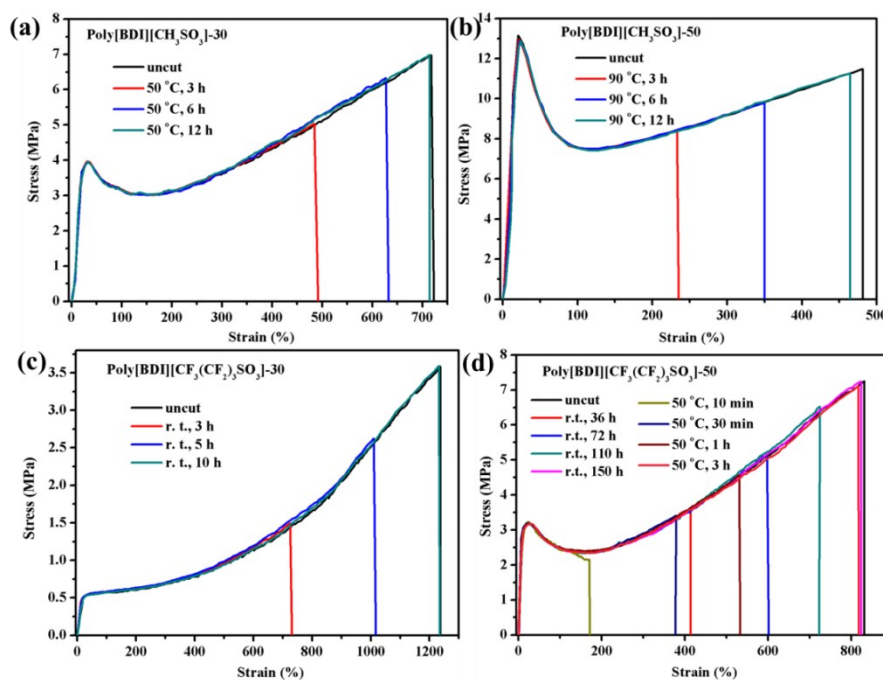 (a)
Poly[BDI][CH₃SO₃]-30
uncut
50 °C, 3 h
50 °C, 6 h
50 °C, 12 h
Stress (MPa)
8
7
6
5
4
3
2
1
0
0 100 200 300 400 500 600 700
Strain (%)
(b)
Poly[BDI][CH₃SO₃]-50
uncut
90 °C, 3 h
90 °C, 6 h
90 °C, 12 h
Stress (MPa)
14
12
10
8
6
4
2
0
0 100 200 300 400 500
Strain (%)
(c)
Poly[BDI][CF₃(CF₂)₃SO₃]-30
uncut
r. t., 3 h
r. t., 5 h
r. t., 10 h
Stress (MPa)
3.5
3.0
2.5
2.0
1.5
1.0
0.5
0.0
0 200 400 600 800 1000 1200
Strain (%)
(d)
Poly[BDI][CF₃(CF₂)₃SO₃]-50
uncut
r.t., 36 h
r.t., 72 h
r.t., 110 h
r.t., 150 h
50 °C, 10 min
50 °C, 30 min
50 °C, 1 h
50 °C, 3 h
Stress (MPa)
8
7
6
5
4
3
2
1
0
0 200 400 600 800
Strain (%)